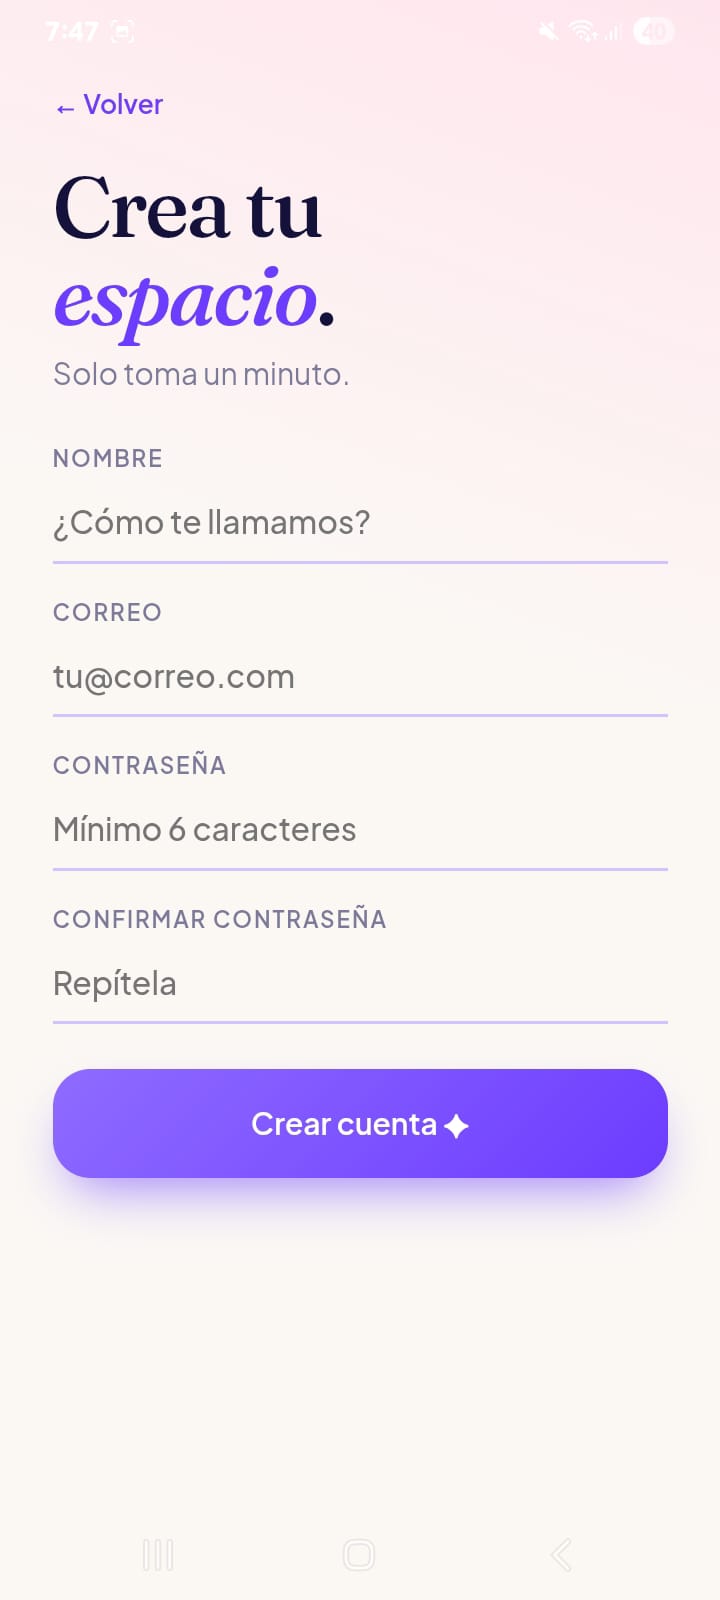 7:47
40
← Volver
Crea tu
espacio.
Solo toma un minuto.
NOMBRE
¿Cómo te llamamos?
CORREO
tu@correo.com
CONTRASEÑA
Mínimo 6 caracteres
CONFIRMAR CONTRASEÑA
Repítela
Crear cuenta ✦